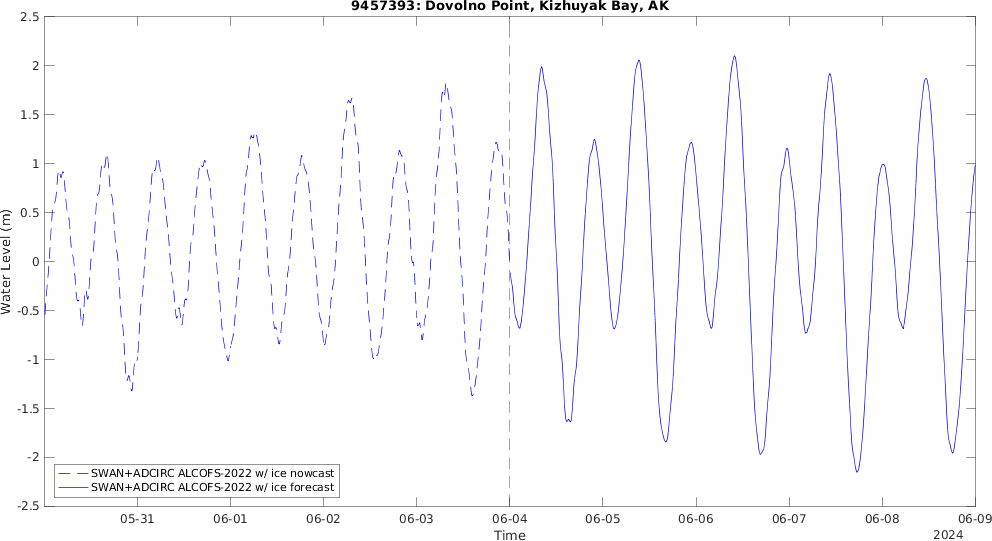 9457393: Dovolno Point, Kizhuyak Bay, AK
Water Level (m)
2.5
2
1.5
1
0.5
0
-0.5
-1
-1.5
-2
-2.5
SWAN+ADCIRC ALCOFS-2022 w/ ice nowcast
SWAN+ADCIRC ALCOFS-2022 w/ ice forecast
05-31 06-01 06-02 06-03 06-04 06-05 06-06 06-07 06-08 06-09
Time
2024